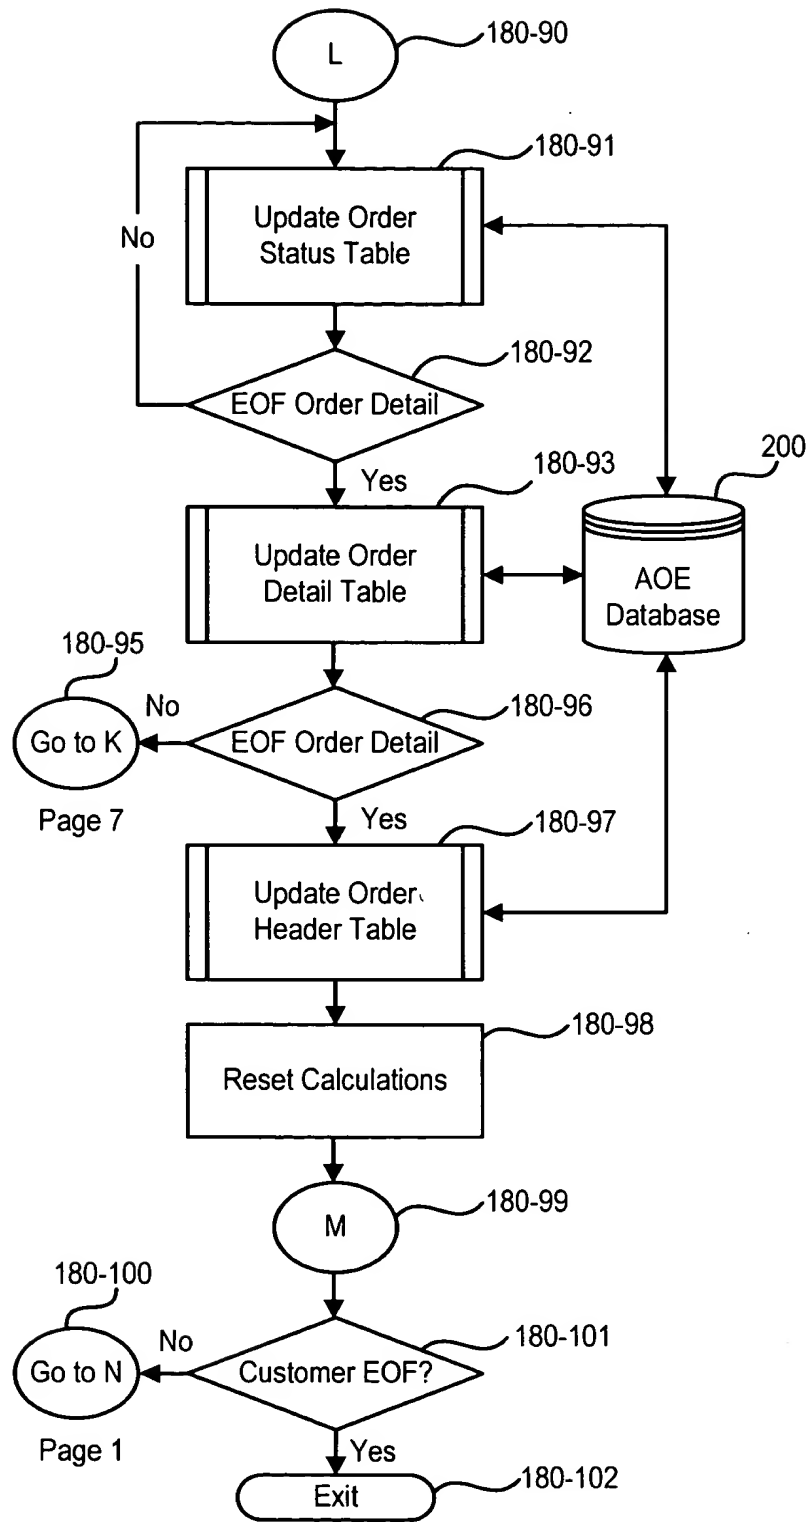 L
180-90
180-91
Update Order
Status Table
No
180-92
EOF Order Detail
Yes
180-93
200
Update Order
Detail Table
AOE
Database
180-95
No
180-96
Go to K
EOF Order Detail
Page 7
Yes
180-97
Update Order
Header Table
180-98
Reset Calculations
M
180-99
180-100
No
180-101
Go to N
Customer EOF?
Page 1
Yes
Exit
180-102